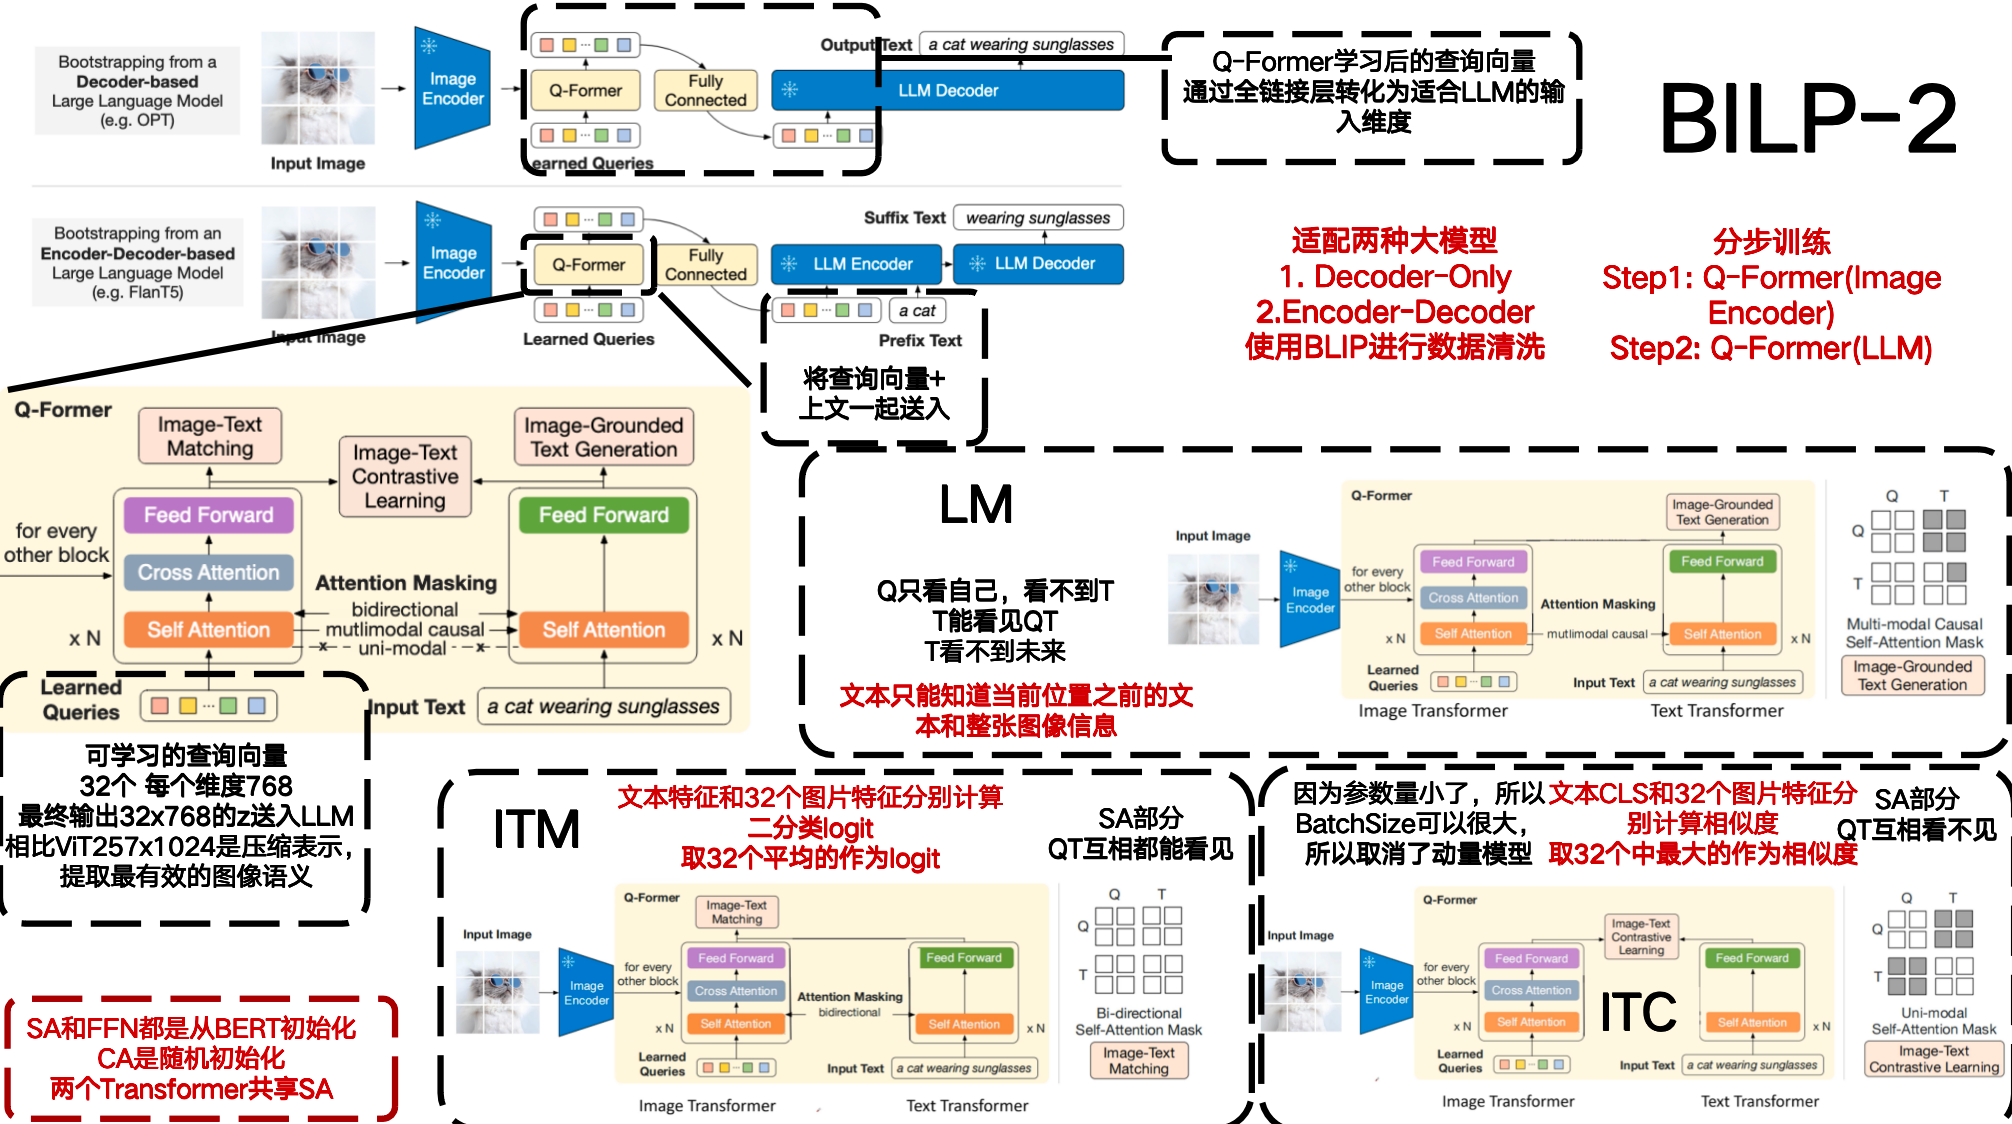 Bootstrapping from a
Decoder-based
Large Language Model
(e.g. OPT)
Input Image
Image
Encoder
Q-Former
Learned Queries
Fully
Connected
Output Text
a cat wearing sunglasses
LLM Decoder
Q-Former学习后的查询向量
通过全链接层转化为适合LLM的输
入维度
BILP-2
Bootstrapping from an
Encoder-Decoder-based
Large Language Model
(e.g. FlanT5)
Input Image
Image
Encoder
Q-Former
Learned Queries
Fully
Connected
Suffix Text
wearing sunglasses
LLM Encoder
LLM Decoder
a cat
Prefix Text
将查询向量+
上文一起送入
适配两种大模型
1. Decoder-Only
2.Encoder-Decoder
使用BLIP进行数据清洗
分步训练
Step1: Q-Former(Image
Encoder)
Step2: Q-Former(LLM)
Q-Former
Image-Text
Matching
Image-Text
Contrastive
Learning
Image-Grounded
Text Generation
for every
other block
Feed Forward
Cross Attention
Self Attention
x N
Attention Masking
bidirectional
mutlimodal causal
uni-modal
Feed Forward
Self Attention
x N
Learned
Queries
Input Text
a cat wearing sunglasses
可学习的查询向量
32个 每个维度768
最终输出32x768的z送入LLM
相比ViT257x1024是压缩表示，
提取最有效的图像语义
SA和FFN都是从BERT初始化
CA是随机初始化
两个Transformer共享SA
LM
Q只看自己，看不到T
T能看见QT
T看不到未来
文本只能知道当前位置之前的文
本和整张图像信息
Input Image
Image
Encoder
Q-Former
for every
other block
Feed Forward
Cross Attention
Self Attention
x N
Attention Masking
mutlimodal causal
Image-Grounded
Text Generation
Feed Forward
Self Attention
x N
Learned
Queries
Input Text
a cat wearing sunglasses
Image Transformer
Text Transformer
Q T
Q
T
Multi-modal Causal
Self-Attention Mask
Image-Grounded
Text Generation
ITM
文本特征和32个图片特征分别计算
二分类logit
取32个平均的作为logit
SA部分
QT互相都能看见
Input Image
Image
Encoder
Q-Former
Image-Text
Matching
for every
other block
Feed Forward
Cross Attention
Self Attention
x N
Attention Masking
bidirectional
Feed Forward
Self Attention
x N
Learned
Queries
Input Text
a cat wearing sunglasses
Image Transformer
Text Transformer
Q T
Q
T
Bi-directional
Self-Attention Mask
Image-Text
Matching
因为参数量小了，所以
BatchSize可以很大，
所以取消了动量模型
文本CLS和32个图片特征分
别计算相似度
取32个中最大的作为相似度
SA部分
QT互相看不见
Input Image
Image
Encoder
Q-Former
Image-Text
Contrastive
Learning
for every
other block
Feed Forward
Cross Attention
Self Attention
x N
ITC
Feed Forward
Self Attention
x N
Learned
Queries
Input Text
a cat wearing sunglasses
Image Transformer
Text Transformer
Q T
Q
T
Uni-modal
Self-Attention Mask
Image-Text
Contrastive Learning